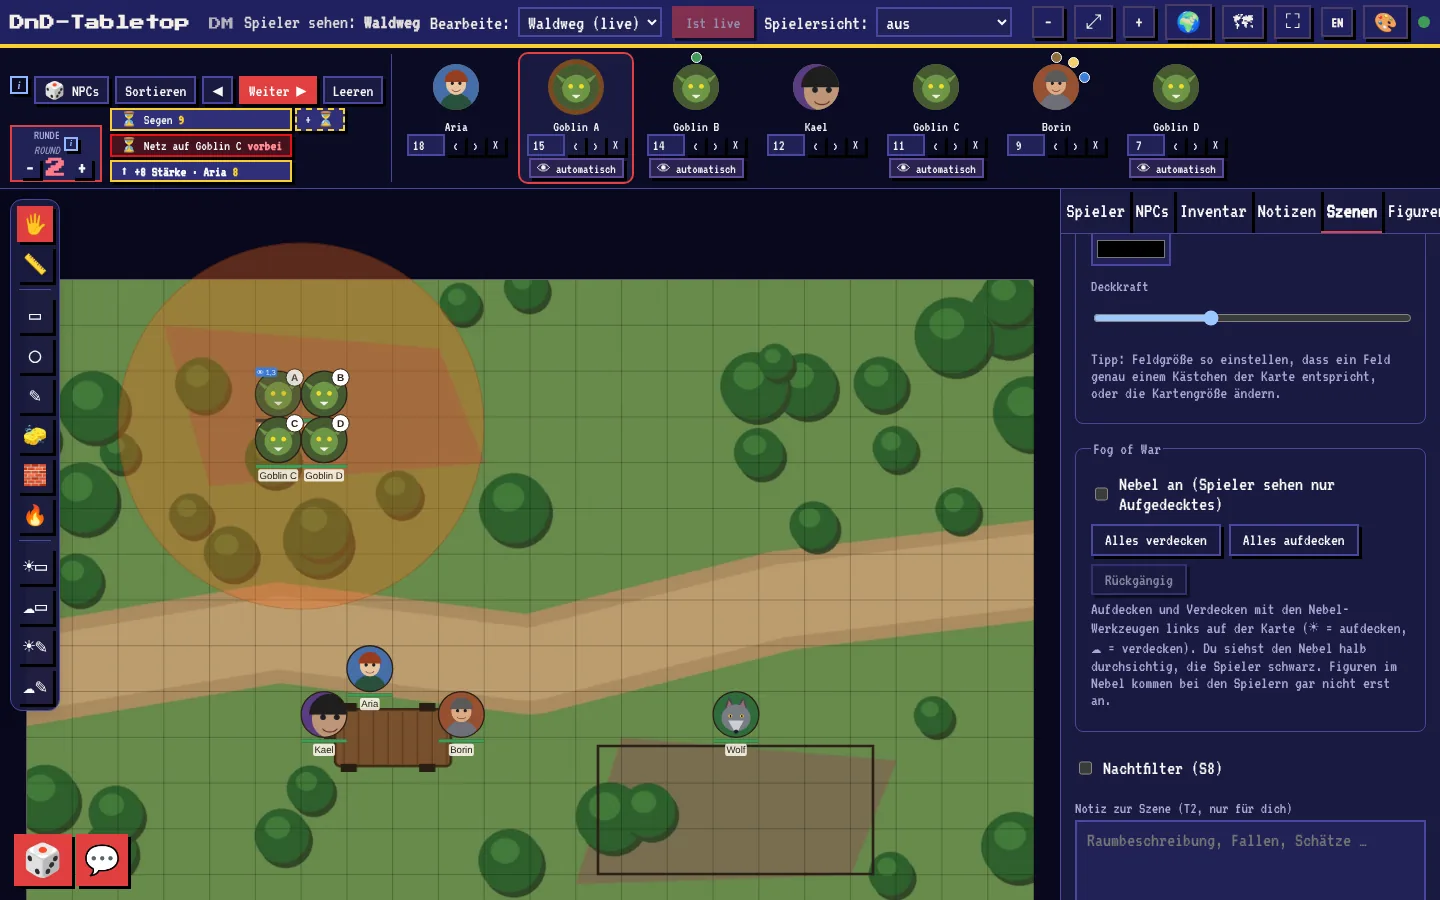 DnD-Tabletop DM Spieler sehen: Waldweg Bearbeite: Waldweg (live) Ist live Spielersicht: aus - + EN
i NPCs Sortieren Weiter ▶ Leeren
Segen 9 +
RUNDE i
ROUND
- 2 +
Netz auf Goblin C vorbei
↑ +8 Stärke · Aria 8
Aria
18 ‹ › X
Goblin A
15 ‹ › X
automatisch
Goblin B
14 ‹ › X
automatisch
Kael
12 ‹ › X
Goblin C
11 ‹ › X
automatisch
Borin
9 ‹ › X
Goblin D
7 ‹ › X
automatisch
Spieler NPCs Inventar Notizen Szenen Figuren
Deckkraft
Tipp: Feldgröße so einstellen, dass ein Feld
genau einem Kästchen der Karte entspricht,
oder die Kartengröße ändern.
Fog of War
Nebel an (Spieler sehen nur
Aufgedecktes)
Alles verdecken Alles aufdecken
Rückgängig
Aufdecken und Verdecken mit den Nebel-
Werkzeugen links auf der Karte (☀ = aufdecken,
☁ = verdecken). Du siehst den Nebel halb
durchsichtig, die Spieler schwarz. Figuren im
Nebel kommen bei den Spielern gar nicht erst
an.
Nachtfilter (S8)
Notiz zur Szene (T2, nur für dich)
Raumbeschreibung, Fallen, Schätze …
1,3
A B
C D
Goblin C Goblin D
Aria
Kael Borin Wolf